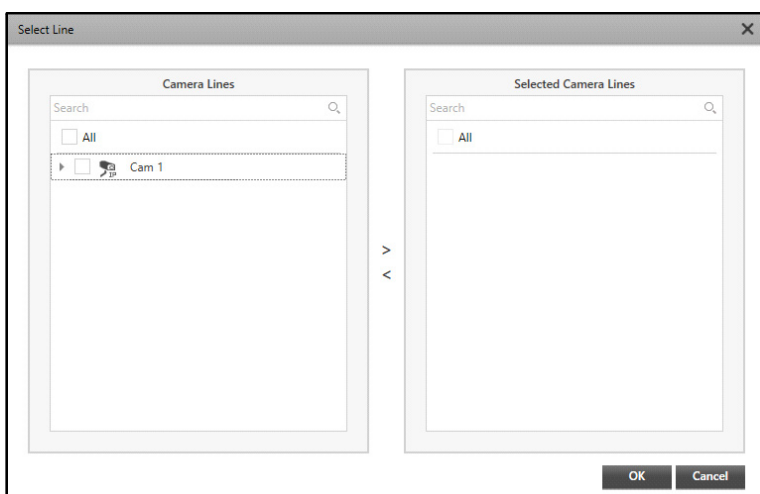 Select Line
Camera Lines
Search
All
Cam 1
>
<
Selected Camera Lines
Search
All
OK
Cancel